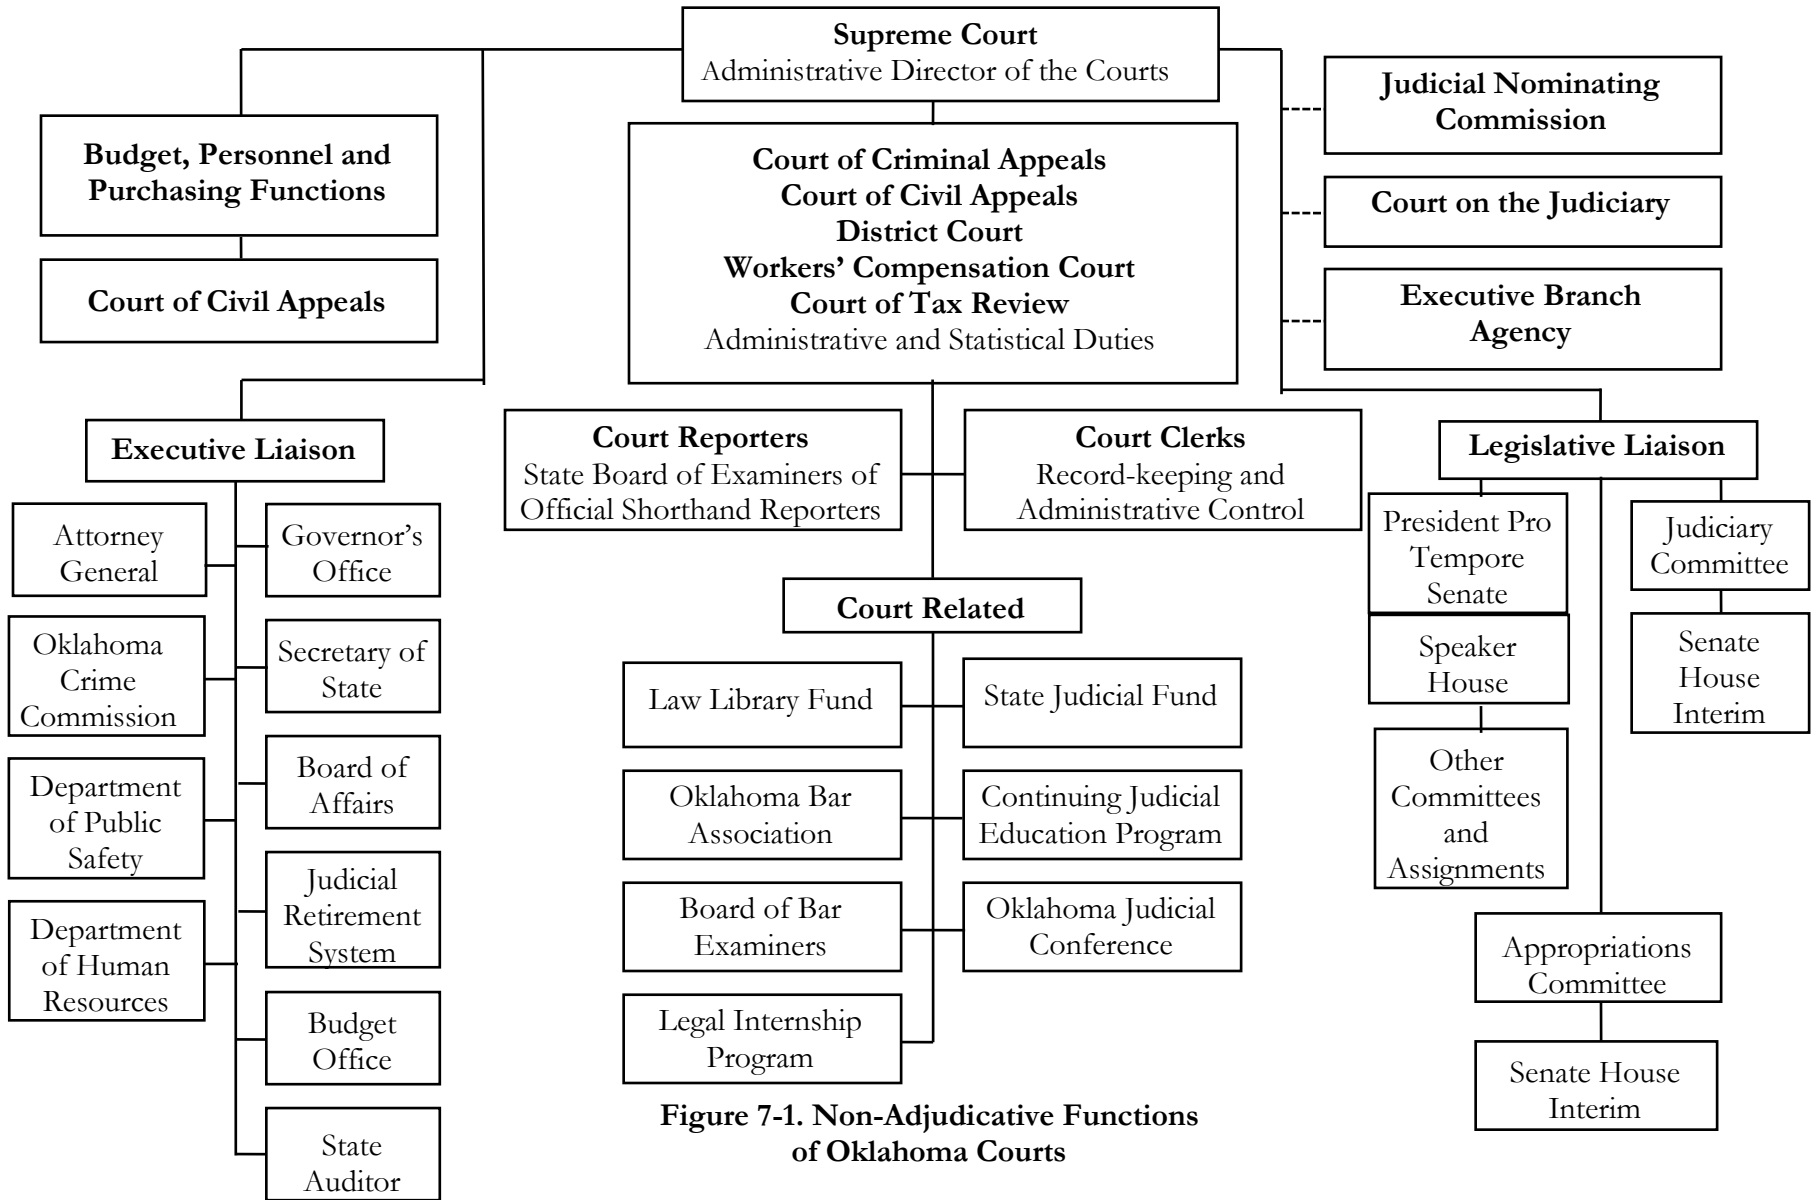 Supreme Court
Administrative Director of the Courts
Budget, Personnel and
Purchasing Functions
Court of Civil Appeals
Court of Criminal Appeals
Court of Civil Appeals
District Court
Workers’ Compensation Court
Court of Tax Review
Administrative and Statistical Duties
Judicial Nominating
Commission
Court on the Judiciary
Executive Branch
Agency
Executive Liaison
Attorney
General
Governor’s
Office
Oklahoma
Crime
Commission
Secretary of
State
Department
of Public
Safety
Board of
Affairs
Department
of Human
Resources
Judicial
Retirement
System
Budget
Office
State
Auditor
Court Reporters
State Board of Examiners of
Official Shorthand Reporters
Court Clerks
Record-keeping and
Administrative Control
Court Related
Law Library Fund
State Judicial Fund
Oklahoma Bar
Association
Continuing Judicial
Education Program
Board of Bar
Examiners
Oklahoma Judicial
Conference
Legal Internship
Program
Legislative Liaison
President Pro
Tempore
Senate
Speaker
House
Other
Committees
and
Assignments
Judiciary
Committee
Senate
House
Interim
Appropriations
Committee
Senate House
Interim
Figure 7-1. Non-Adjudicative Functions
of Oklahoma Courts